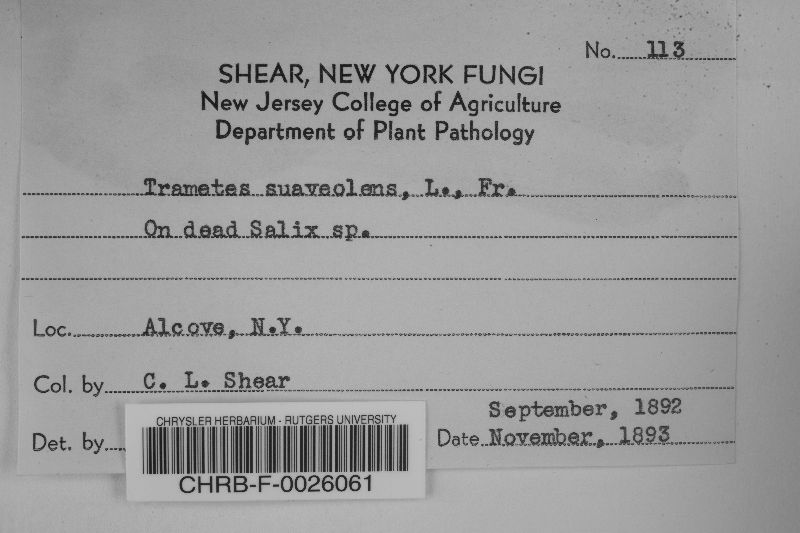 No. 113
SHEAR, NEW YORK FUNGI
New Jersey College of Agriculture
Department of Plant Pathology
Trametes suaveolens, L., Fr.
On dead Salix sp.
Loc. Alcove, N.Y.
Col. by C. L. Shear
September, 1892
Det. by
Date November, 1893
CHRYSLER HERBARIUM - RUTGERS UNIVERSITY
CHRB-F-0026061